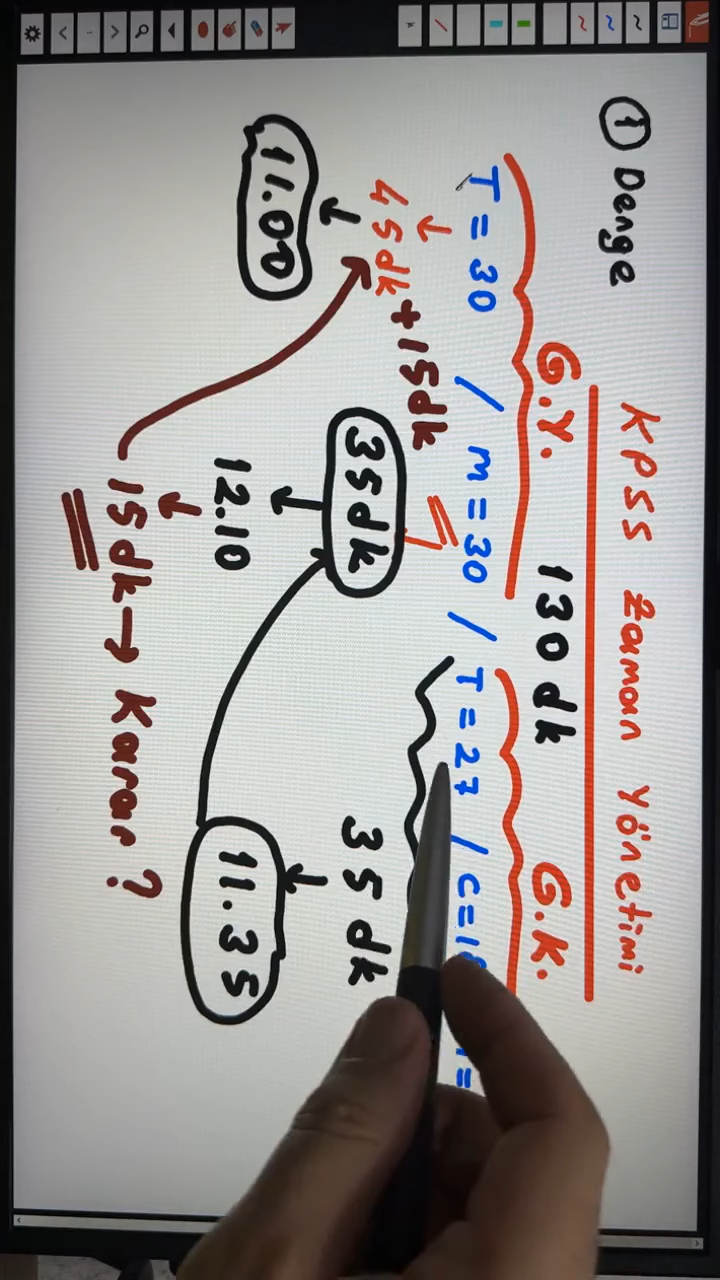 KPSS Zaman Yönetimi
① Denge
130 dk
G.Y.
G.K.
T = 30 / m = 30 / T = 27 / C = 18
45dk + 15dk
35dk
35 dk
11.00
12.10
11.35
15dk → Karar ?